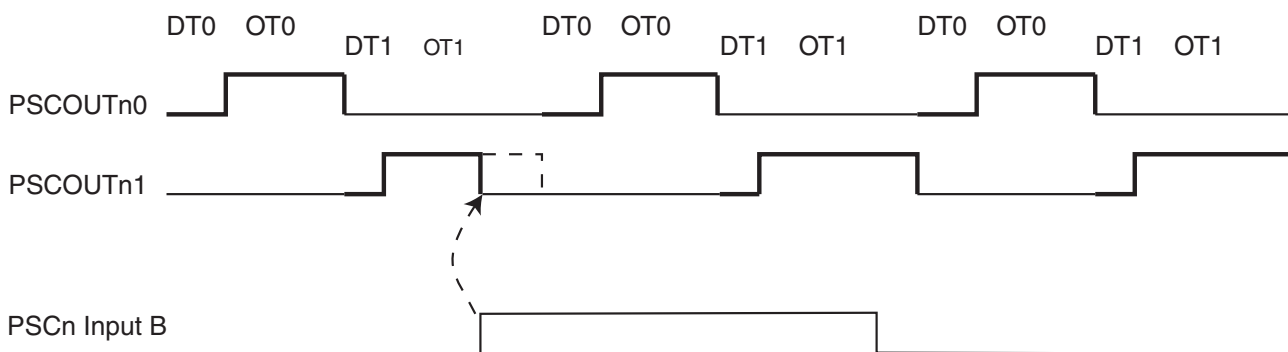 DT0 OT0 DT0 OT0 DT0 OT0
DT1 OT1 DT1 OT1 DT1 OT1
PSCOUTn0
PSCOUTn1
PSCn Input B